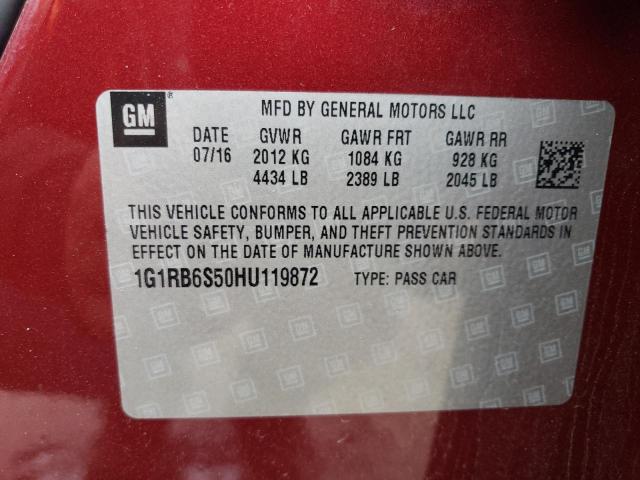 GM ® MFD BY GENERAL MOTORS LLC
DATE GVWR GAWR FRT GAWR RR
07/16 2012 KG 1084 KG 928 KG
4434 LB 2389 LB 2045 LB
THIS VEHICLE CONFORMS TO ALL APPLICABLE U.S. FEDERAL MOTOR
VEHICLE SAFETY, BUMPER, AND THEFT PREVENTION STANDARDS IN
EFFECT ON THE DATE OF MANUFACTURE SHOWN ABOVE.
1G1RB6S50HU119872 TYPE: PASS CAR